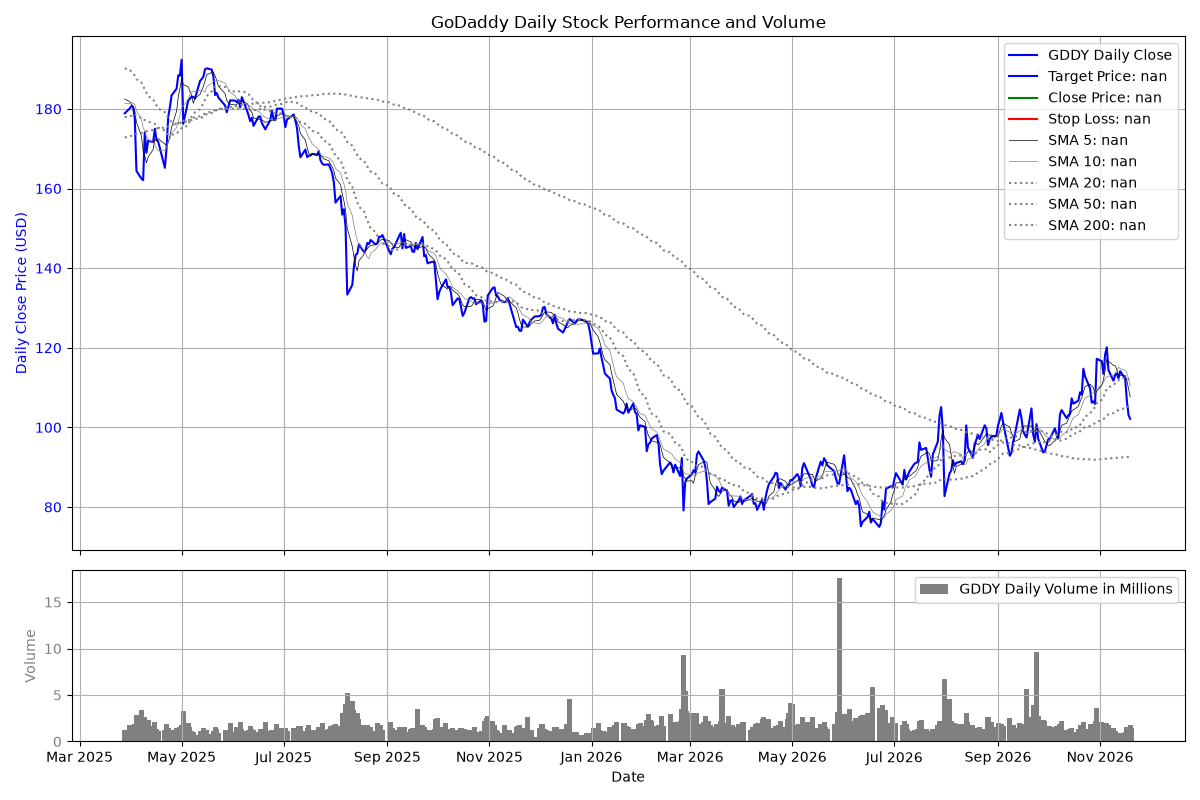 GoDaddy Daily Stock Performance and Volume
Daily Close Price (USD)
180
160
140
120
100
80
GDDY Daily Close
Target Price: nan
Close Price: nan
Stop Loss: nan
SMA 5: nan
SMA 10: nan
SMA 20: nan
SMA 50: nan
SMA 200: nan
Volume
15
10
5
0
GDDY Daily Volume in Millions
Mar 2025 May 2025 Jul 2025 Sep 2025 Nov 2025 Jan 2026 Mar 2026 May 2026 Jul 2026 Sep 2026 Nov 2026
Date